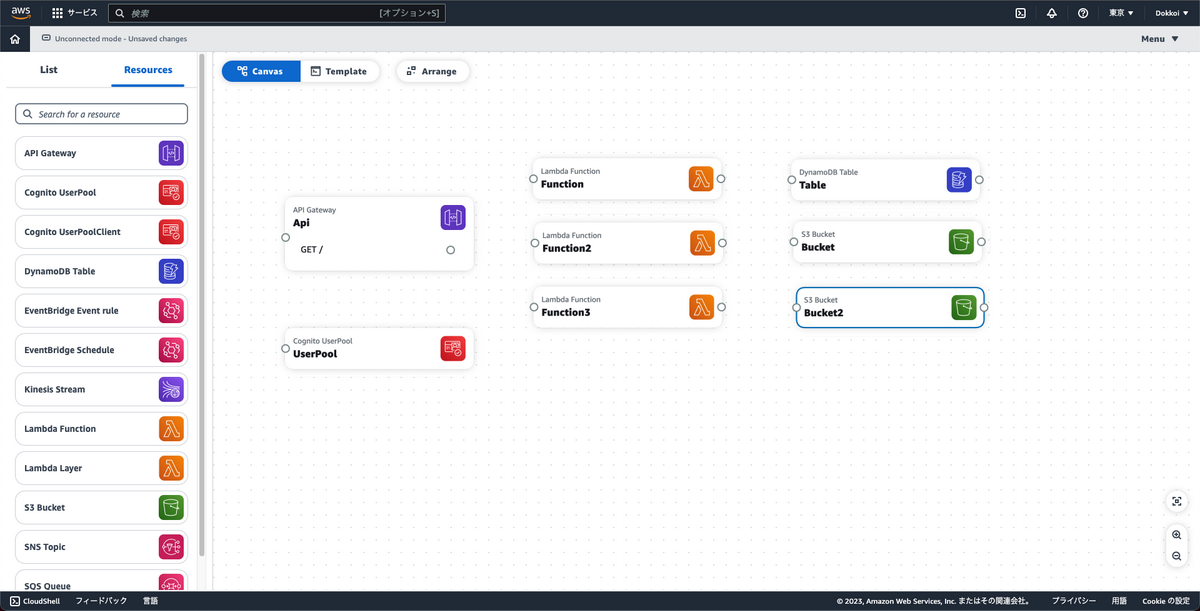 aws
サービス
検索
[オプション+S]
東京 ▼
Dokkoi ▼
Unconnected mode - Unsaved changes
Menu ▼
List
Resources
Canvas
Template
Arrange
Search for a resource
API Gateway
Cognito UserPool
Cognito UserPoolClient
DynamoDB Table
EventBridge Event rule
EventBridge Schedule
Kinesis Stream
Lambda Function
Lambda Layer
S3 Bucket
SNS Topic
SQS Queue
API Gateway
Api
GET /
Cognito UserPool
UserPool
Lambda Function
Function
Lambda Function
Function2
Lambda Function
Function3
DynamoDB Table
Table
S3 Bucket
Bucket
S3 Bucket
Bucket2
CloudShell
フィードバック
言語
© 2023, Amazon Web Services, Inc. またはその関連会社。
プライバシー
用語
Cookie の設定